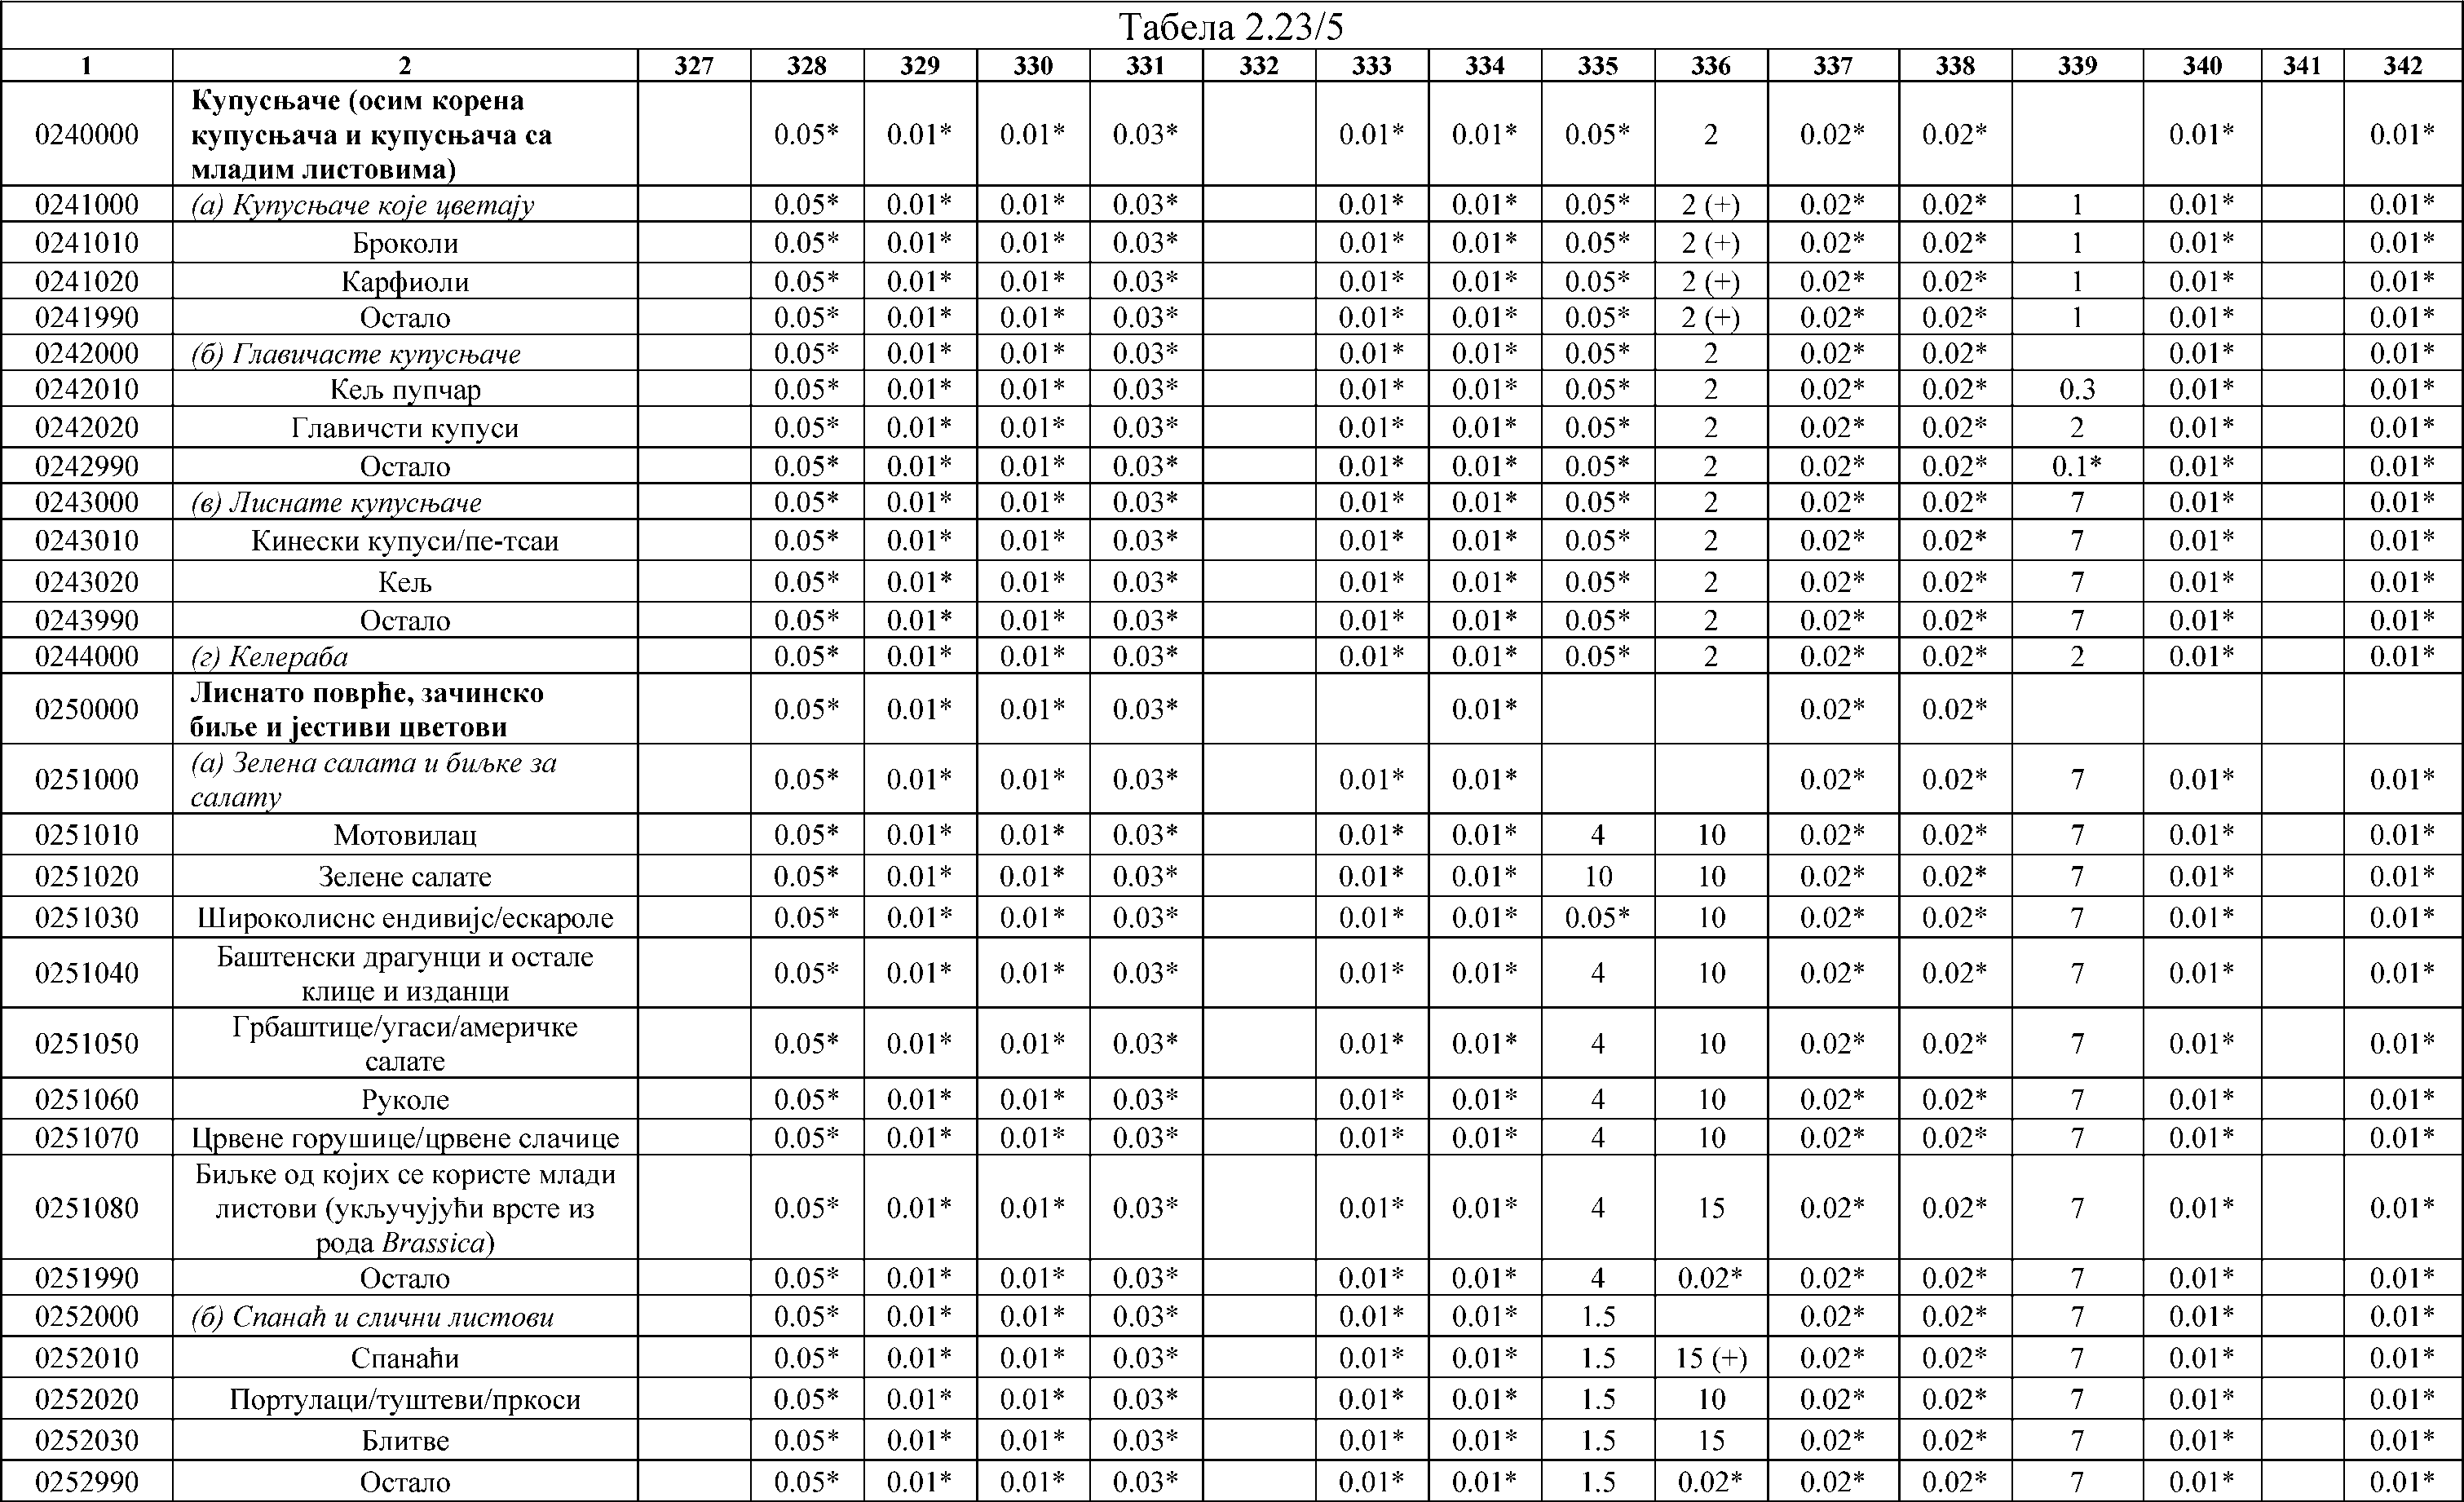 Табела 2.23/5
1 2 327 328 329 330 331 332 333 334 335 336 337 338 339 340 341 342
0240000 Купусњаче (осим корена купусњача и купусњача са младим листовима) 0.05* 0.01* 0.01* 0.03* 0.01* 0.01* 0.05* 2 0.02* 0.02* 0.01* 0.01*
0241000 (а) Купусњаче које цветају 0.05* 0.01* 0.01* 0.03* 0.01* 0.01* 0.05* 2 (+) 0.02* 0.02* 1 0.01* 0.01*
0241010 Броколи 0.05* 0.01* 0.01* 0.03* 0.01* 0.01* 0.05* 2 (+) 0.02* 0.02* 1 0.01* 0.01*
0241020 Карфиоли 0.05* 0.01* 0.01* 0.03* 0.01* 0.01* 0.05* 2 (+) 0.02* 0.02* 1 0.01* 0.01*
0241990 Остало 0.05* 0.01* 0.01* 0.03* 0.01* 0.01* 0.05* 2 (+) 0.02* 0.02* 1 0.01* 0.01*
0242000 (б) Главичасте купусњаче 0.05* 0.01* 0.01* 0.03* 0.01* 0.01* 0.05* 2 0.02* 0.02* 0.01* 0.01*
0242010 Кељ пупчар 0.05* 0.01* 0.01* 0.03* 0.01* 0.01* 0.05* 2 0.02* 0.02* 0.3 0.01* 0.01*
0242020 Главичсти купуси 0.05* 0.01* 0.01* 0.03* 0.01* 0.01* 0.05* 2 0.02* 0.02* 2 0.01* 0.01*
0242990 Остало 0.05* 0.01* 0.01* 0.03* 0.01* 0.01* 0.05* 2 0.02* 0.02* 0.1* 0.01* 0.01*
0243000 (в) Лиснате купусњаче 0.05* 0.01* 0.01* 0.03* 0.01* 0.01* 0.05* 2 0.02* 0.02* 7 0.01* 0.01*
0243010 Кинески купуси/пе-тсаи 0.05* 0.01* 0.01* 0.03* 0.01* 0.01* 0.05* 2 0.02* 0.02* 7 0.01* 0.01*
0243020 Кељ 0.05* 0.01* 0.01* 0.03* 0.01* 0.01* 0.05* 2 0.02* 0.02* 7 0.01* 0.01*
0243990 Остало 0.05* 0.01* 0.01* 0.03* 0.01* 0.01* 0.05* 2 0.02* 0.02* 7 0.01* 0.01*
0244000 (г) Келераба 0.05* 0.01* 0.01* 0.03* 0.01* 0.01* 0.05* 2 0.02* 0.02* 2 0.01* 0.01*
0250000 Лиснато поврће, зачинско биље и јестиви цветови 0.05* 0.01* 0.01* 0.03* 0.01* 0.02* 0.02*
0251000 (а) Зелена салата и биљке за салату 0.05* 0.01* 0.01* 0.03* 0.01* 0.01* 0.02* 0.02* 7 0.01* 0.01*
0251010 Мотовилац 0.05* 0.01* 0.01* 0.03* 0.01* 0.01* 4 10 0.02* 0.02* 7 0.01* 0.01*
0251020 Зелене салате 0.05* 0.01* 0.01* 0.03* 0.01* 0.01* 10 10 0.02* 0.02* 7 0.01* 0.01*
0251030 Широколиснс ендивијс/ескароле 0.05* 0.01* 0.01* 0.03* 0.01* 0.01* 0.05* 10 0.02* 0.02* 7 0.01* 0.01*
0251040 Баштенски драгунци и остале клице и изданци 0.05* 0.01* 0.01* 0.03* 0.01* 0.01* 4 10 0.02* 0.02* 7 0.01* 0.01*
0251050 Грбаштице/угаси/америчке салате 0.05* 0.01* 0.01* 0.03* 0.01* 0.01* 4 10 0.02* 0.02* 7 0.01* 0.01*
0251060 Руколе 0.05* 0.01* 0.01* 0.03* 0.01* 0.01* 4 10 0.02* 0.02* 7 0.01* 0.01*
0251070 Црвене горушице/црвене слачице 0.05* 0.01* 0.01* 0.03* 0.01* 0.01* 4 10 0.02* 0.02* 7 0.01* 0.01*
0251080 Биљке од којих се користе млади листови (укључујући врсте из рода Brassica) 0.05* 0.01* 0.01* 0.03* 0.01* 0.01* 4 15 0.02* 0.02* 7 0.01* 0.01*
0251990 Остало 0.05* 0.01* 0.01* 0.03* 0.01* 0.01* 4 0.02* 0.02* 0.02* 7 0.01* 0.01*
0252000 (б) Спанаћ и слични листови 0.05* 0.01* 0.01* 0.03* 0.01* 0.01* 1.5 0.02* 0.02* 7 0.01* 0.01*
0252010 Спанаћи 0.05* 0.01* 0.01* 0.03* 0.01* 0.01* 1.5 15 (+) 0.02* 0.02* 7 0.01* 0.01*
0252020 Портулаци/туштеви/пркоси 0.05* 0.01* 0.01* 0.03* 0.01* 0.01* 1.5 10 0.02* 0.02* 7 0.01* 0.01*
0252030 Блитве 0.05* 0.01* 0.01* 0.03* 0.01* 0.01* 1.5 15 0.02* 0.02* 7 0.01* 0.01*
0252990 Остало 0.05* 0.01* 0.01* 0.03* 0.01* 0.01* 1.5 0.02* 0.02* 0.02* 7 0.01* 0.01*